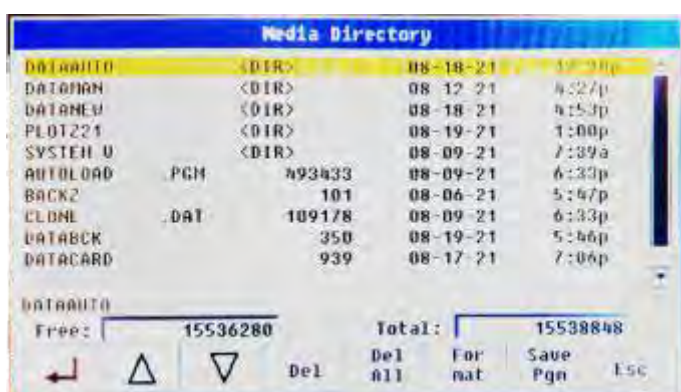 Media Directory
DATAAUTO <DIR> 08-18-21
DATAMAN <DIR> 08-12-21 4:27p
DATANEW <DIR> 08-18-21 4:53p
PLOTZ21 <DIR> 08-19-21 1:00p
SYSTEM V <DIR> 08-09-21 7:39a
AUTOLOAD .PGM 493433 08-09-21 6:33p
BACKZ 101 08-06-21 5:47p
CLONE .DAT 109178 08-09-21 6:33p
DATABCK 350 08-19-21 5:46p
DATACARD 939 08-17-21 7:06p
DATAAUTO
Free: 15536280 Total: 15538848
Del Del All For mat Save Pgm Esc